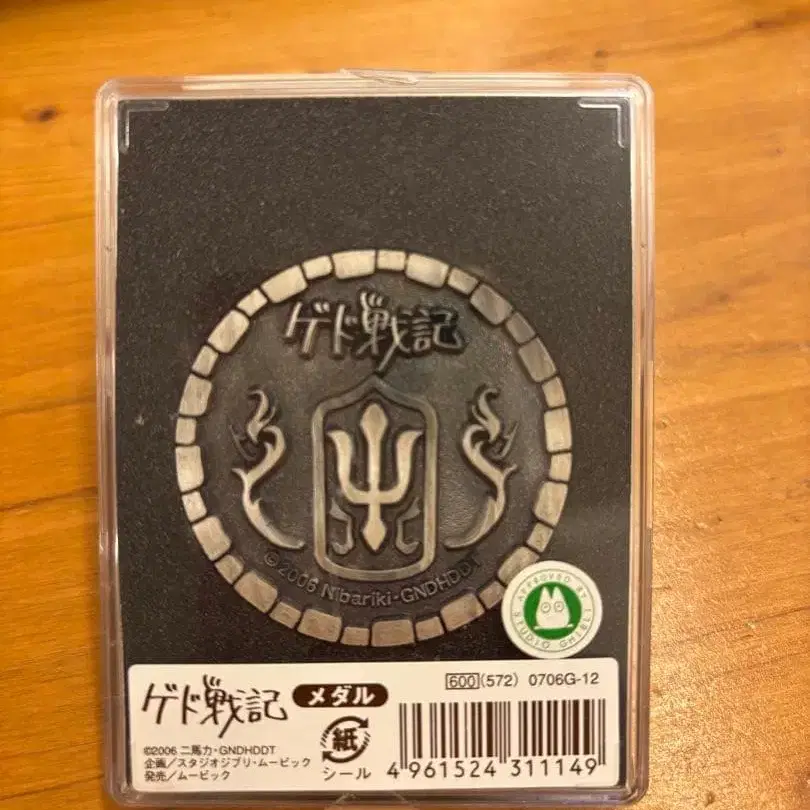 ゲド戦記
©2006 Nibariki・GNDHDDT
APPROVED BY
STUDIO GHIBLI
ゲド戦記 メダル
600 (572) 0706G-12
©2006 二馬力・GNDHDDT
企画/スタジオジブリ・ムービック
発売/ムービック
紙
シール
4 961524 311149